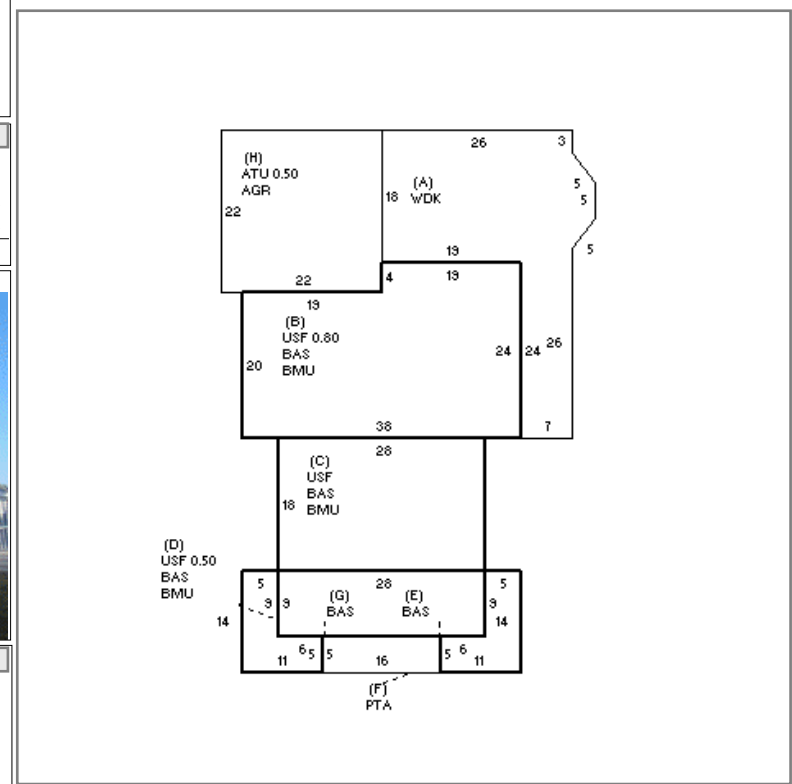 26
3
(H)
ATU 0.50
AGR
(A)
WDK
5
5
18
22
5
19
22
4
19
19
(B)
USF 0.80
BAS
BMU
20
24
24
26
38
7
28
(C)
USF
BAS
BMU
18
(D)
USF 0.50
BAS
BMU
5
28
5
9
9
(G)
BAS
(E)
BAS
9
14
14
11
6
5
5
16
5
6
11
(F)
PTA